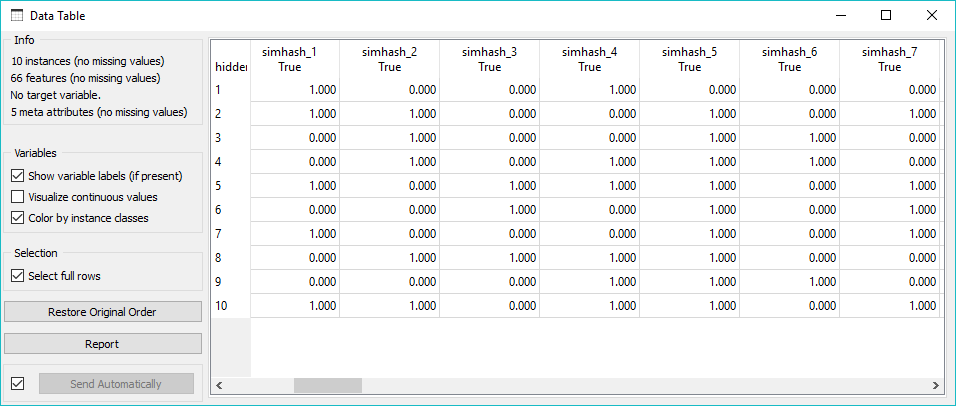 Data Table
Info
10 instances (no missing values)
66 features (no missing values)
No target variable.
5 meta attributes (no missing values)
Variables
Show variable labels (if present)
Visualize continuous values
Color by instance classes
Selection
Select full rows
Restore Original Order
Report
Send Automatically
simhash_1 simhash_2 simhash_3 simhash_4 simhash_5 simhash_6 simhash_7
hidden True True True True True True True
1 1.000 0.000 0.000 1.000 0.000 0.000 0.000
2 1.000 1.000 0.000 0.000 1.000 0.000 1.000
3 0.000 1.000 0.000 0.000 1.000 1.000 0.000
4 0.000 1.000 0.000 1.000 1.000 1.000 0.000
5 1.000 0.000 1.000 1.000 1.000 0.000 1.000
6 0.000 0.000 1.000 0.000 1.000 0.000 1.000
7 1.000 0.000 0.000 0.000 1.000 0.000 1.000
8 0.000 1.000 1.000 1.000 1.000 0.000 0.000
9 0.000 0.000 0.000 1.000 1.000 1.000 0.000
10 1.000 1.000 0.000 1.000 1.000 0.000 1.000